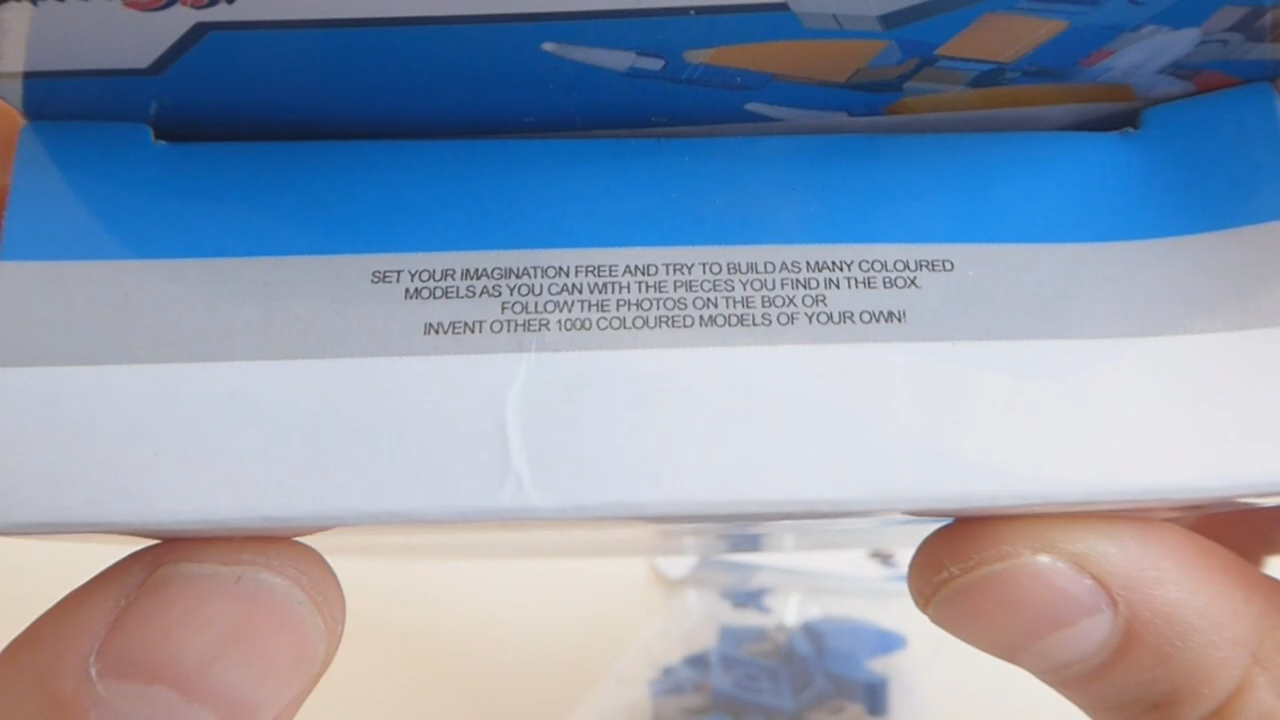 SET YOUR IMAGINATION FREE AND TRY TO BUILD AS MANY COLOURED
MODELS AS YOU CAN WITH THE PIECES YOU FIND IN THE BOX.
FOLLOW THE PHOTOS ON THE BOX OR
INVENT OTHER 1000 COLOURED MODELS OF YOUR OWN!